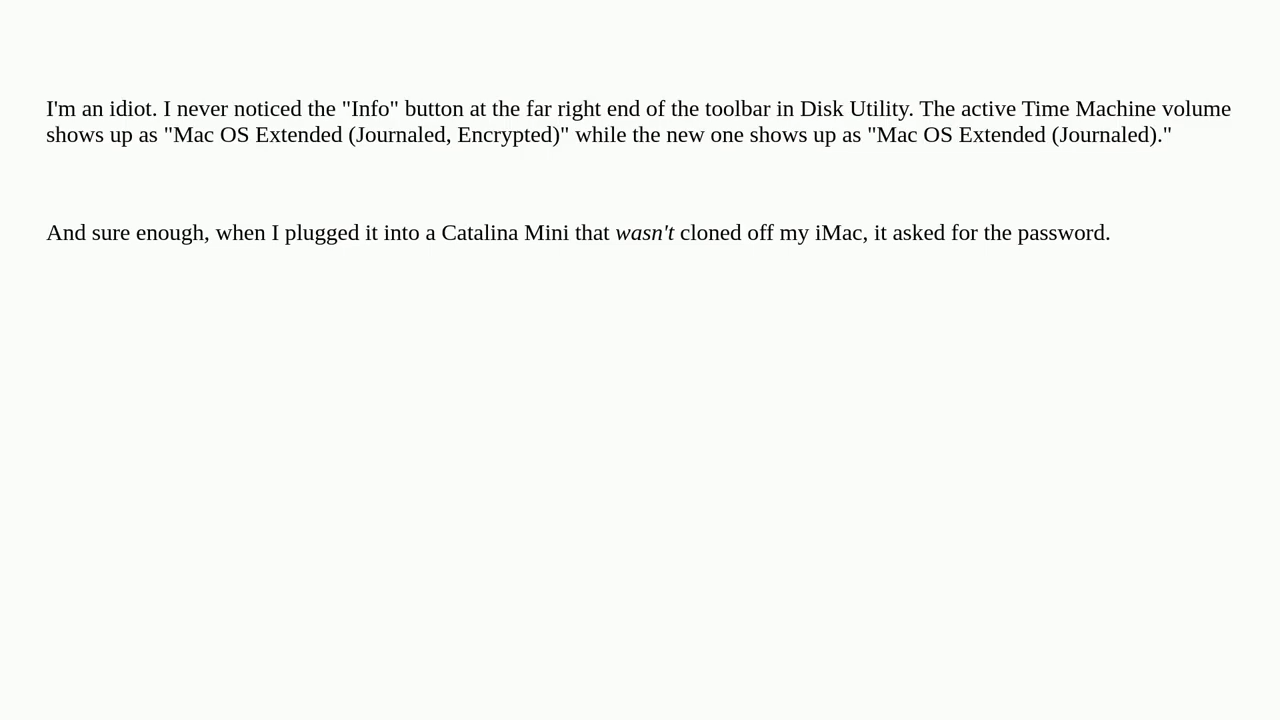 I'm an idiot. I never noticed the "Info" button at the far right end of the toolbar in Disk Utility. The active Time Machine volume
shows up as "Mac OS Extended (Journaled, Encrypted)" while the new one shows up as "Mac OS Extended (Journaled)."
And sure enough, when I plugged it into a Catalina Mini that wasn't cloned off my iMac, it asked for the password.